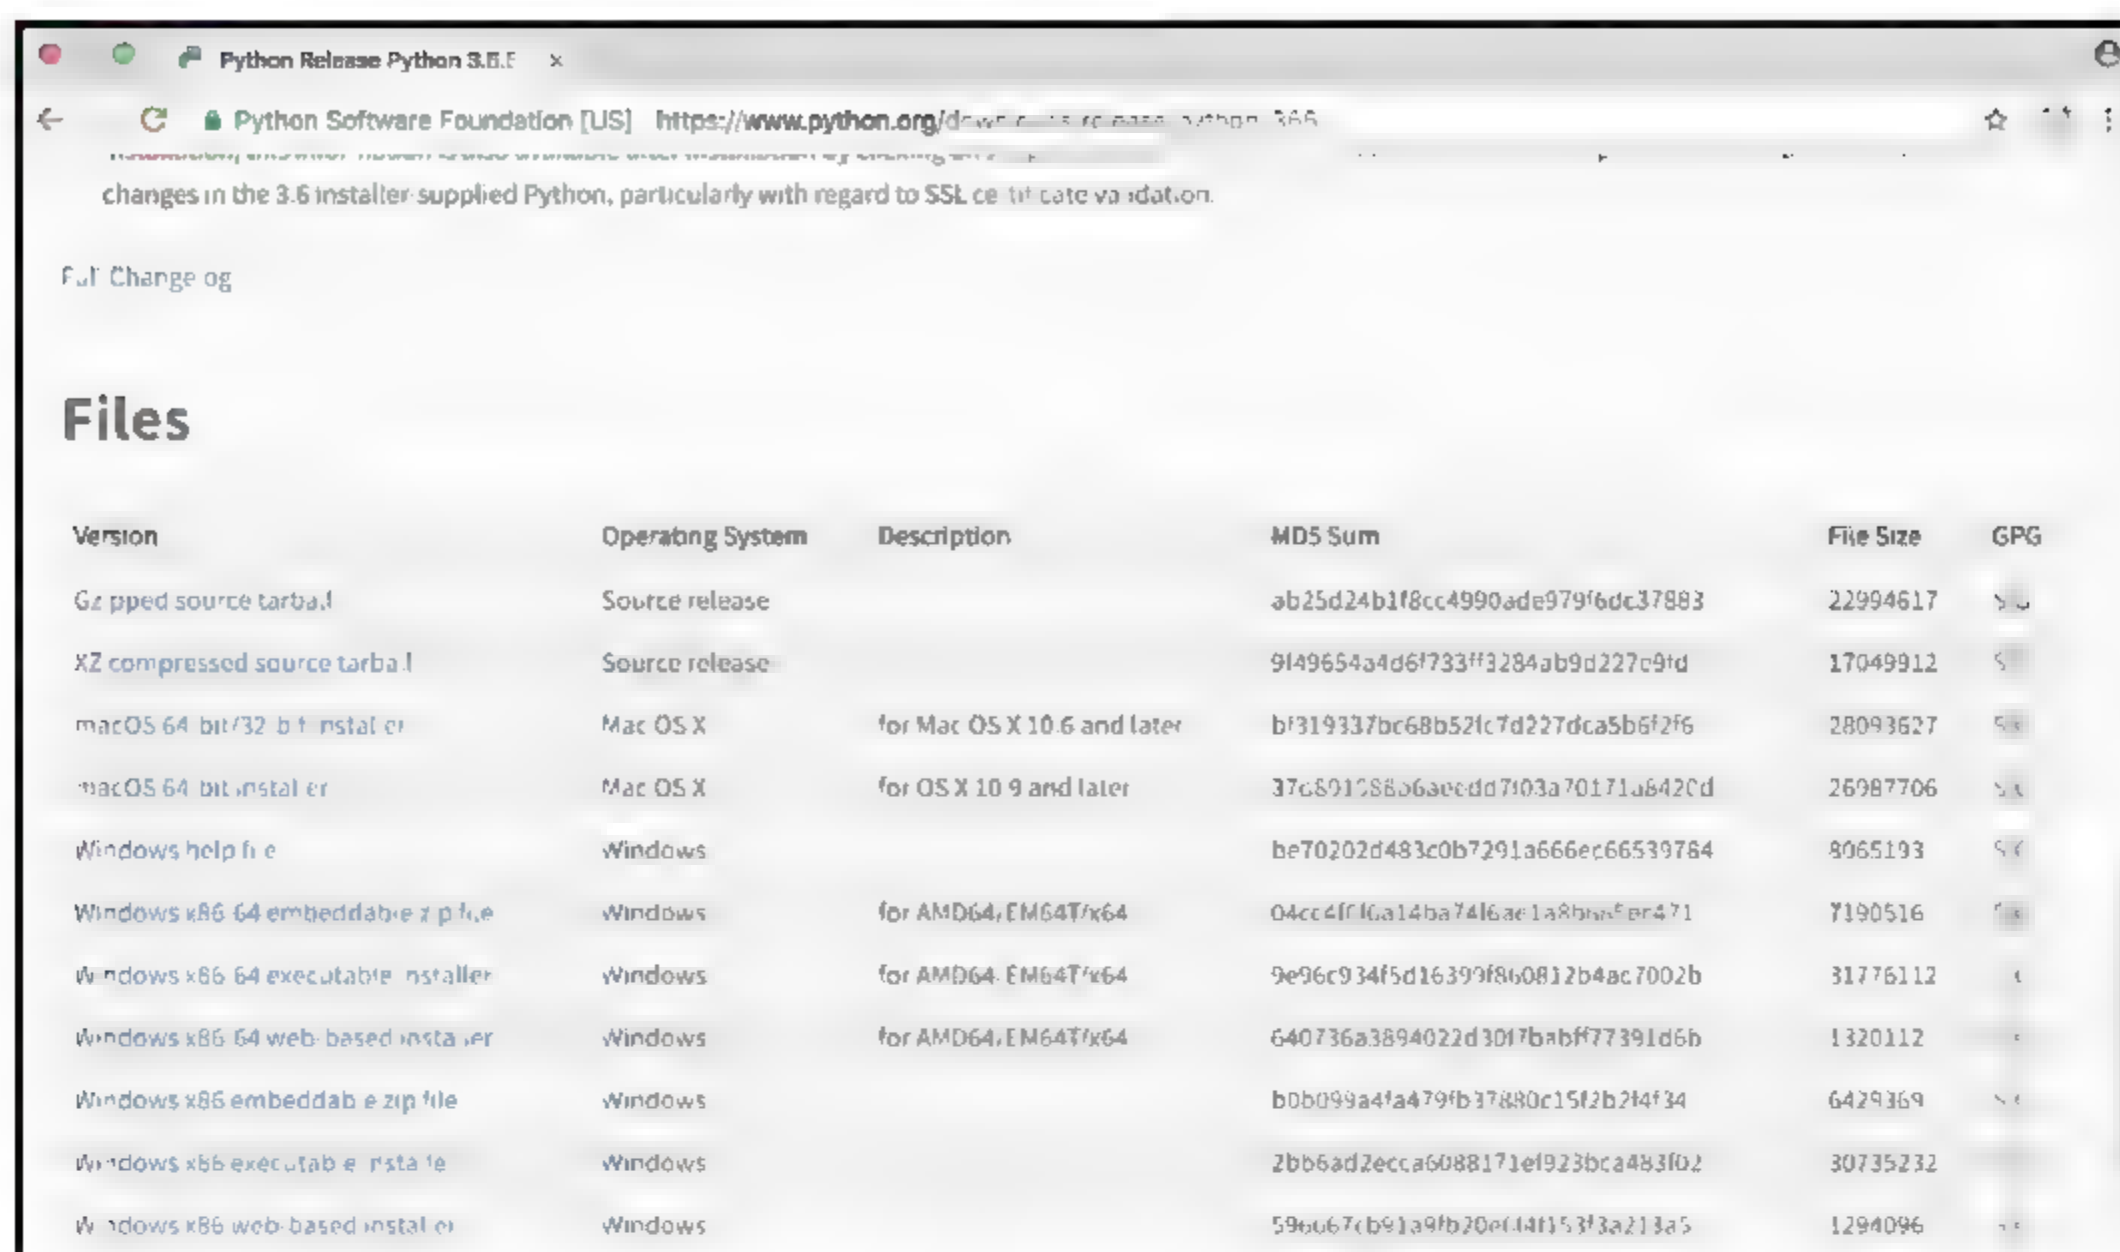 Python Release Python
Python Software Foundation [US] https://www.python.org/
changes in the 3.6 installer-supplied Python, particularly with regard to SSL certificate validation.
Full Changelog
Files
Version Operating System Description MD5 Sum File Size GPG
Gzipped source tarball Source release ab25d24b1f8cc4990ade979f6dc37883 22994617
XZ compressed source tarball Source release 9f49654a4d6f733ff3284ab9d227e9fd 17049912
macOS 64-bit/32-bit installer Mac OS X for Mac OS X 10.6 and later bf319337bc68b52fc7d227dca5b6f2f6 28093627
macOS 64-bit installer Mac OS X for OS X 10.9 and later 26987706
Windows help file Windows be70202d483c0b7291a666ec66539784 8065193
Windows x86-64 embeddable zip file Windows for AMD64/EM64T/x64 7190516
Windows x86-64 executable installer Windows for AMD64/EM64T/x64 9e96c934f5d16399f860812b4ac7002b 31776112
Windows x86-64 web-based installer Windows for AMD64/EM64T/x64 640736a3894022d30f7babff77391d6b 1320112
Windows x86 embeddable zip file Windows b0b099a4fa479fb37880c15f2b2f4f34 6429369
Windows x86 executable installer Windows 2bb6ad2ecca6088171ef923bca483f02 30735232
Windows x86 web-based installer Windows 1294096